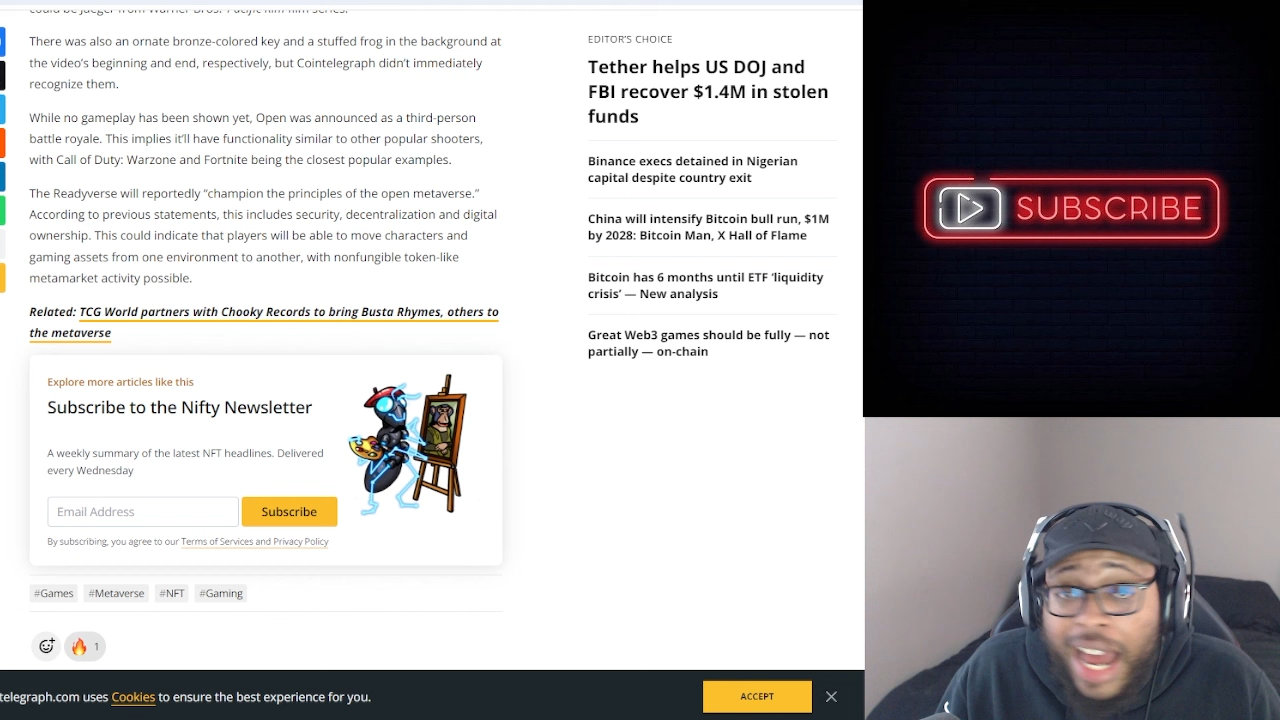 could be Jaeger from Warner Bros. Pacific Rim film series.
There was also an ornate bronze-colored key and a stuffed frog in the background at
the video's beginning and end, respectively, but Cointelegraph didn't immediately
recognize them.
While no gameplay has been shown yet, Open was announced as a third-person
battle royale. This implies it'll have functionality similar to other popular shooters,
with Call of Duty: Warzone and Fortnite being the closest popular examples.
The Readyverse will reportedly “champion the principles of the open metaverse.”
According to previous statements, this includes security, decentralization and digital
ownership. This could indicate that players will be able to move characters and
gaming assets from one environment to another, with nonfungible token-like
metamarket activity possible.
Related: TCG World partners with Chooky Records to bring Busta Rhymes, others to
the metaverse
Explore more articles like this
Subscribe to the Nifty Newsletter
A weekly summary of the latest NFT headlines. Delivered
every Wednesday
Email Address
Subscribe
By subscribing, you agree to our Terms of Services and Privacy Policy
#Games #Metaverse #NFT #Gaming
1
telegraph.com uses Cookies to ensure the best experience for you.
ACCEPT
EDITOR'S CHOICE
Tether helps US DOJ and
FBI recover $1.4M in stolen
funds
Binance execs detained in Nigerian
capital despite country exit
China will intensify Bitcoin bull run, $1M
by 2028: Bitcoin Man, X Hall of Flame
Bitcoin has 6 months until ETF ‘liquidity
crisis’ — New analysis
Great Web3 games should be fully — not
partially — on-chain
SUBSCRIBE